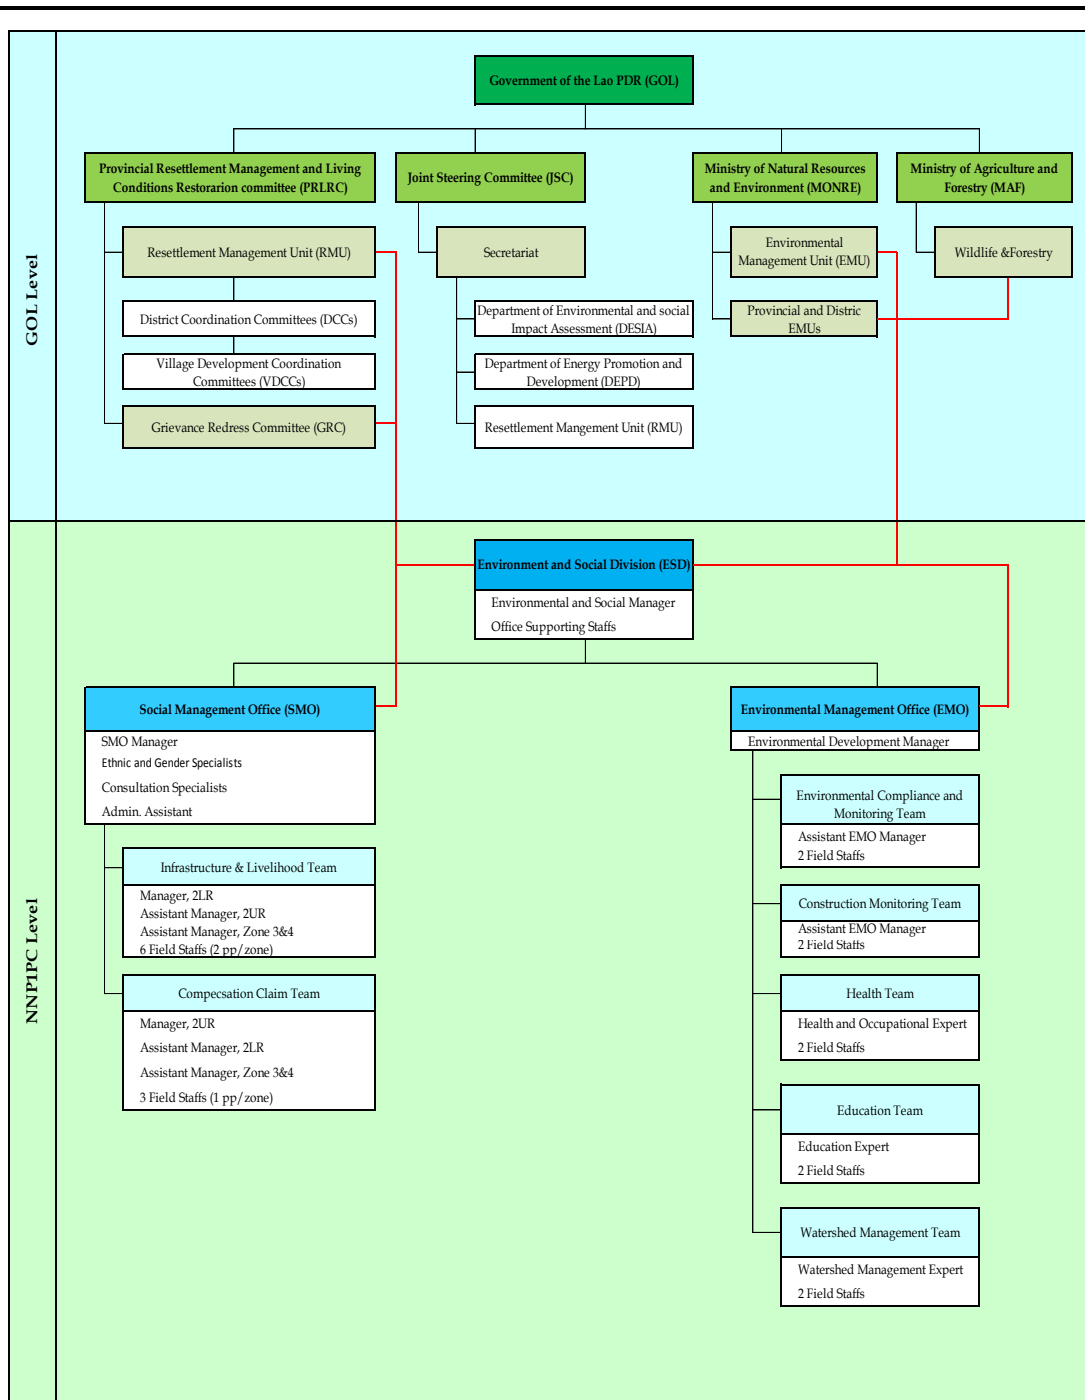 GOL Level
Government of the Lao PDR (GOL)
Provincial Resettlement Management and Living
Conditions Restorarion committee (PRLRC)
Joint Steering Committee (JSC)
Ministry of Natural Resources
and Environment (MONRE)
Ministry of Agriculture and
Forestry (MAF)
Resettlement Management Unit (RMU)
Secretariat
Environmental
Management Unit (EMU)
Wildlife &Forestry
District Coordination Committees (DCCs)
Department of Environmental and social
Impact Assessment (DESIA)
Provincial and Distric
EMUs
Village Development Coordination
Committees (VDCCs)
Department of Energy Promotion and
Development (DEPD)
Grievance Redress Committee (GRC)
Resettlement Mangement Unit (RMU)
NNP1PC Level
Environment and Social Division (ESD)
Environmental and Social Manager
Office Supporting Staffs
Social Management Office (SMO)
SMO Manager
Ethnic and Gender Specialists
Consultation Specialists
Admin. Assistant
Infrastructure & Livelihood Team
Manager, 2LR
Assistant Manager, 2UR
Assistant Manager, Zone 3&4
6 Field Staffs (2 pp/zone)
Compecsation Claim Team
Manager, 2UR
Assistant Manager, 2LR
Assistant Manager, Zone 3&4
3 Field Staffs (1 pp/zone)
Environmental Management Office (EMO)
Environmental Development Manager
Environmental Compliance and
Monitoring Team
Assistant EMO Manager
2 Field Staffs
Construction Monitoring Team
Assistant EMO Manager
2 Field Staffs
Health Team
Health and Occupational Expert
2 Field Staffs
Education Team
Education Expert
2 Field Staffs
Watershed Management Team
Watershed Management Expert
2 Field Staffs